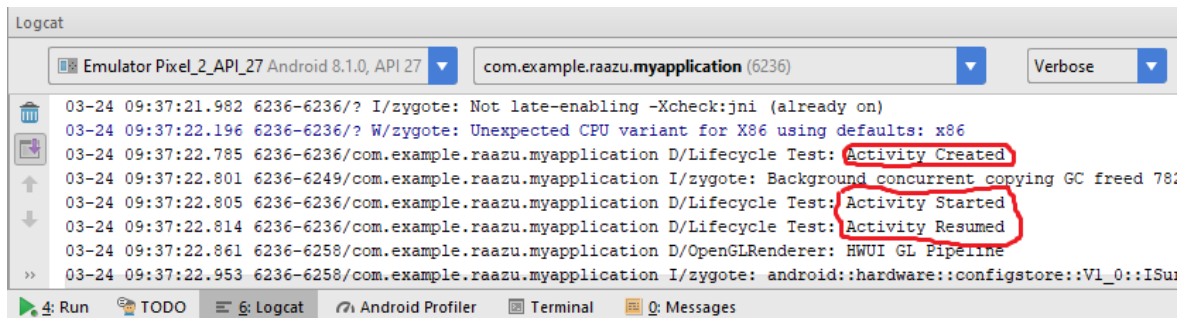 Logcat
Emulator Pixel_2_API_27 Android 8.1.0, API 27 com.example.raazu.myapplication (6236) Verbose
03-24 09:37:21.982 6236-6236/? I/zygote: Not late-enabling -Xcheck:jni (already on)
03-24 09:37:22.196 6236-6236/? W/zygote: Unexpected CPU variant for X86 using defaults: x86
03-24 09:37:22.785 6236-6236/com.example.raazu.myapplication D/Lifecycle Test: Activity Created
03-24 09:37:22.801 6236-6249/com.example.raazu.myapplication I/zygote: Background concurrent copying GC freed 782
03-24 09:37:22.805 6236-6236/com.example.raazu.myapplication D/Lifecycle Test: Activity Started
03-24 09:37:22.814 6236-6236/com.example.raazu.myapplication D/Lifecycle Test: Activity Resumed
03-24 09:37:22.861 6236-6258/com.example.raazu.myapplication D/OpenGLRenderer: HWUI GL Pipeline
03-24 09:37:22.953 6236-6258/com.example.raazu.myapplication I/zygote: android::hardware::configstore::V1_0::ISur
>> 4: Run TODO 6: Logcat Android Profiler Terminal 0: Messages